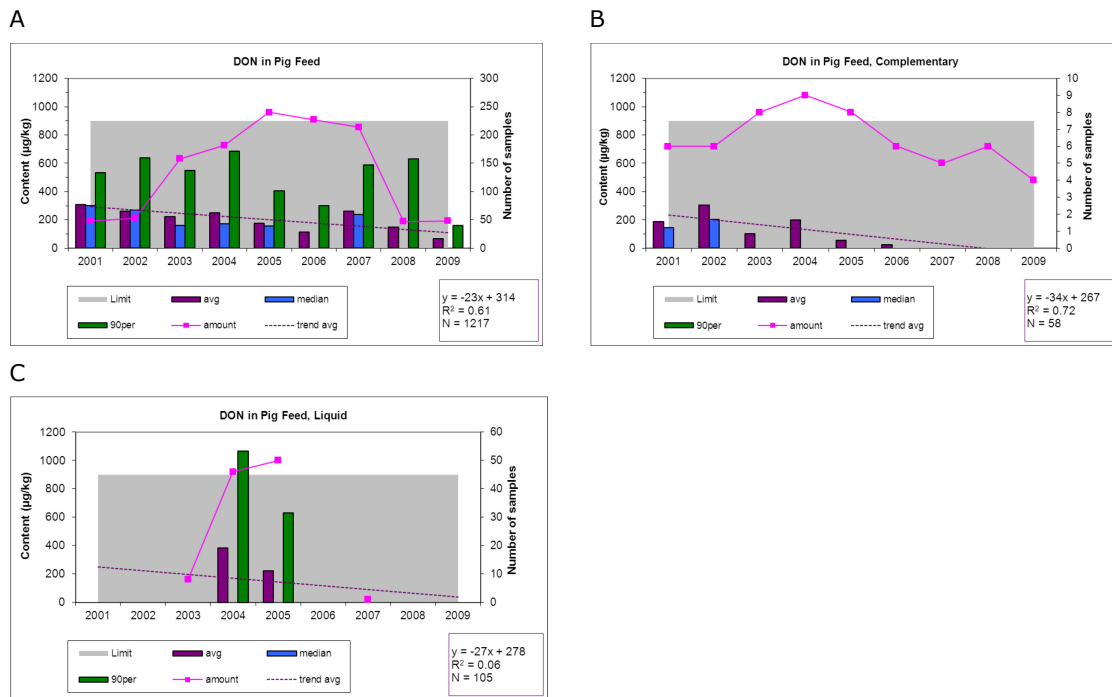 A
DON in Pig Feed
Content (µg/kg)
1200
1000
800
600
400
200
0
300
250
200
150
100
50
0
Number of samples
2001 2002 2003 2004 2005 2006 2007 2008 2009
Limit avg median
90per amount trend avg
y = -23x + 314
R² = 0.61
N = 1217
B
DON in Pig Feed, Complementary
Content (µg/kg)
1200
1000
800
600
400
200
0
10
9
8
7
6
5
4
3
2
1
0
Number of samples
2001 2002 2003 2004 2005 2006 2007 2008 2009
Limit avg median
90per amount trend avg
y = -34x + 267
R² = 0.72
N = 58
C
DON in Pig Feed, Liquid
Content (µg/kg)
1200
1000
800
600
400
200
0
60
50
40
30
20
10
0
Number of samples
2001 2002 2003 2004 2005 2006 2007 2008 2009
Limit avg median
90per amount trend avg
y = -27x + 278
R² = 0.06
N = 105